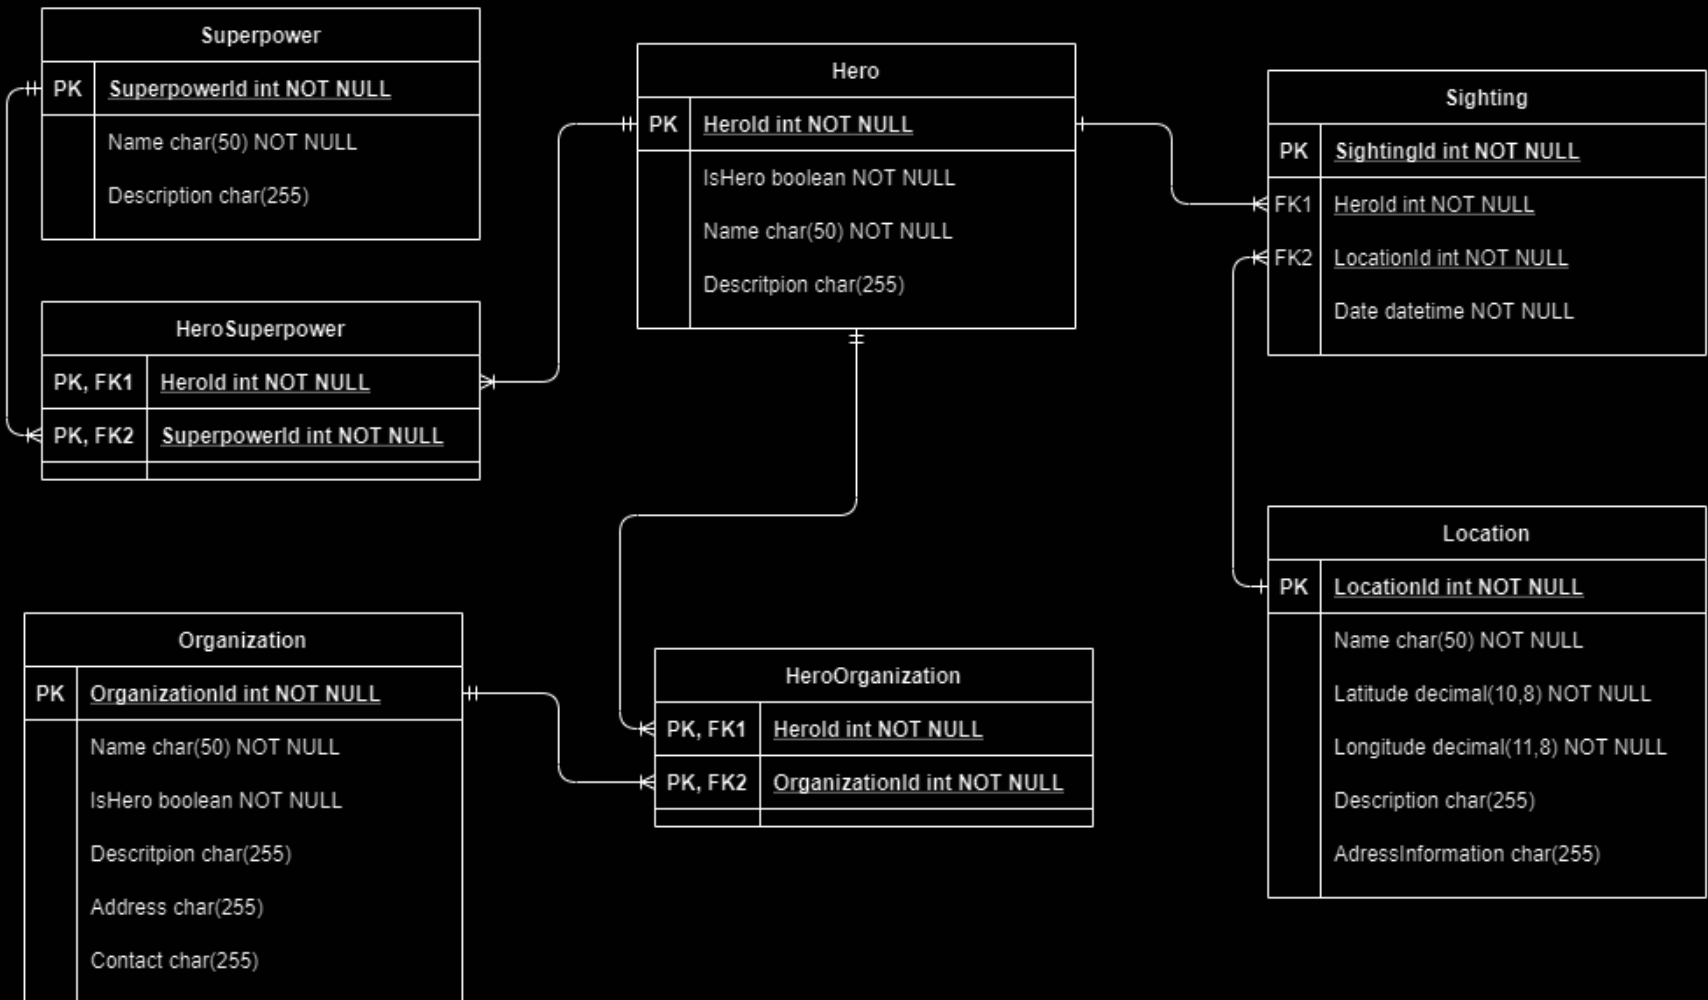 Superpower
PK SuperpowerId int NOT NULL
Name char(50) NOT NULL
Description char(255)
HeroSuperpower
PK, FK1 HeroId int NOT NULL
PK, FK2 SuperpowerId int NOT NULL
Hero
PK HeroId int NOT NULL
IsHero boolean NOT NULL
Name char(50) NOT NULL
Descritpion char(255)
Sighting
PK SightingId int NOT NULL
FK1 HeroId int NOT NULL
FK2 LocationId int NOT NULL
Date datetime NOT NULL
Location
PK LocationId int NOT NULL
Name char(50) NOT NULL
Latitude decimal(10,8) NOT NULL
Longitude decimal(11,8) NOT NULL
Description char(255)
AdressInformation char(255)
Organization
PK OrganizationId int NOT NULL
Name char(50) NOT NULL
IsHero boolean NOT NULL
Descritpion char(255)
Address char(255)
Contact char(255)
HeroOrganization
PK, FK1 HeroId int NOT NULL
PK, FK2 OrganizationId int NOT NULL